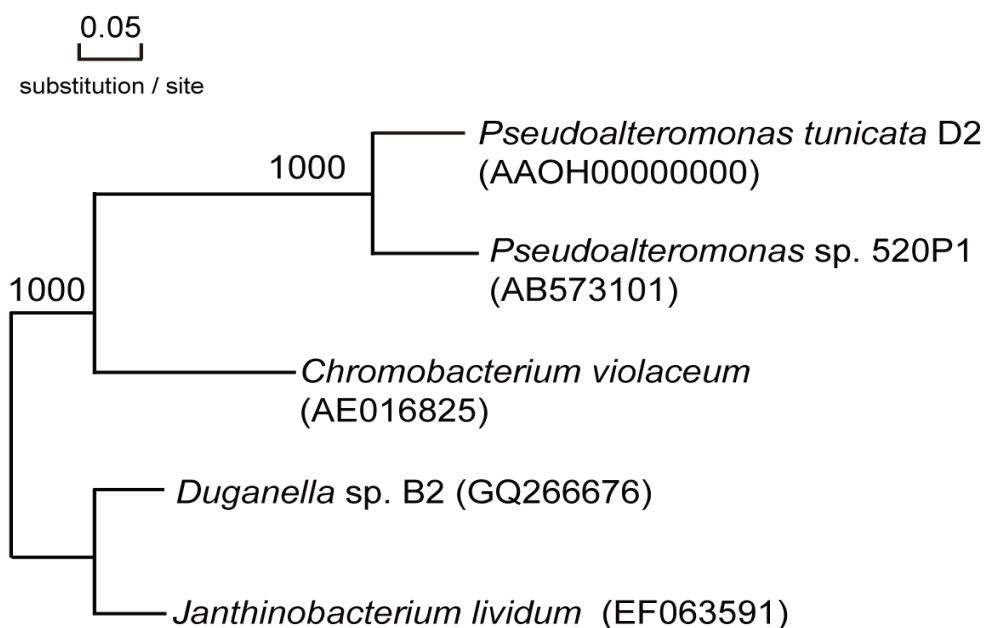 0.05
substitution / site
Pseudoalteromonas tunicata D2
(AAOH00000000)
1000
Pseudoalteromonas sp. 520P1
(AB573101)
1000
Chromobacterium violaceum
(AE016825)
Duganella sp. B2 (GQ266676)
Janthinobacterium lividum (EF063591)